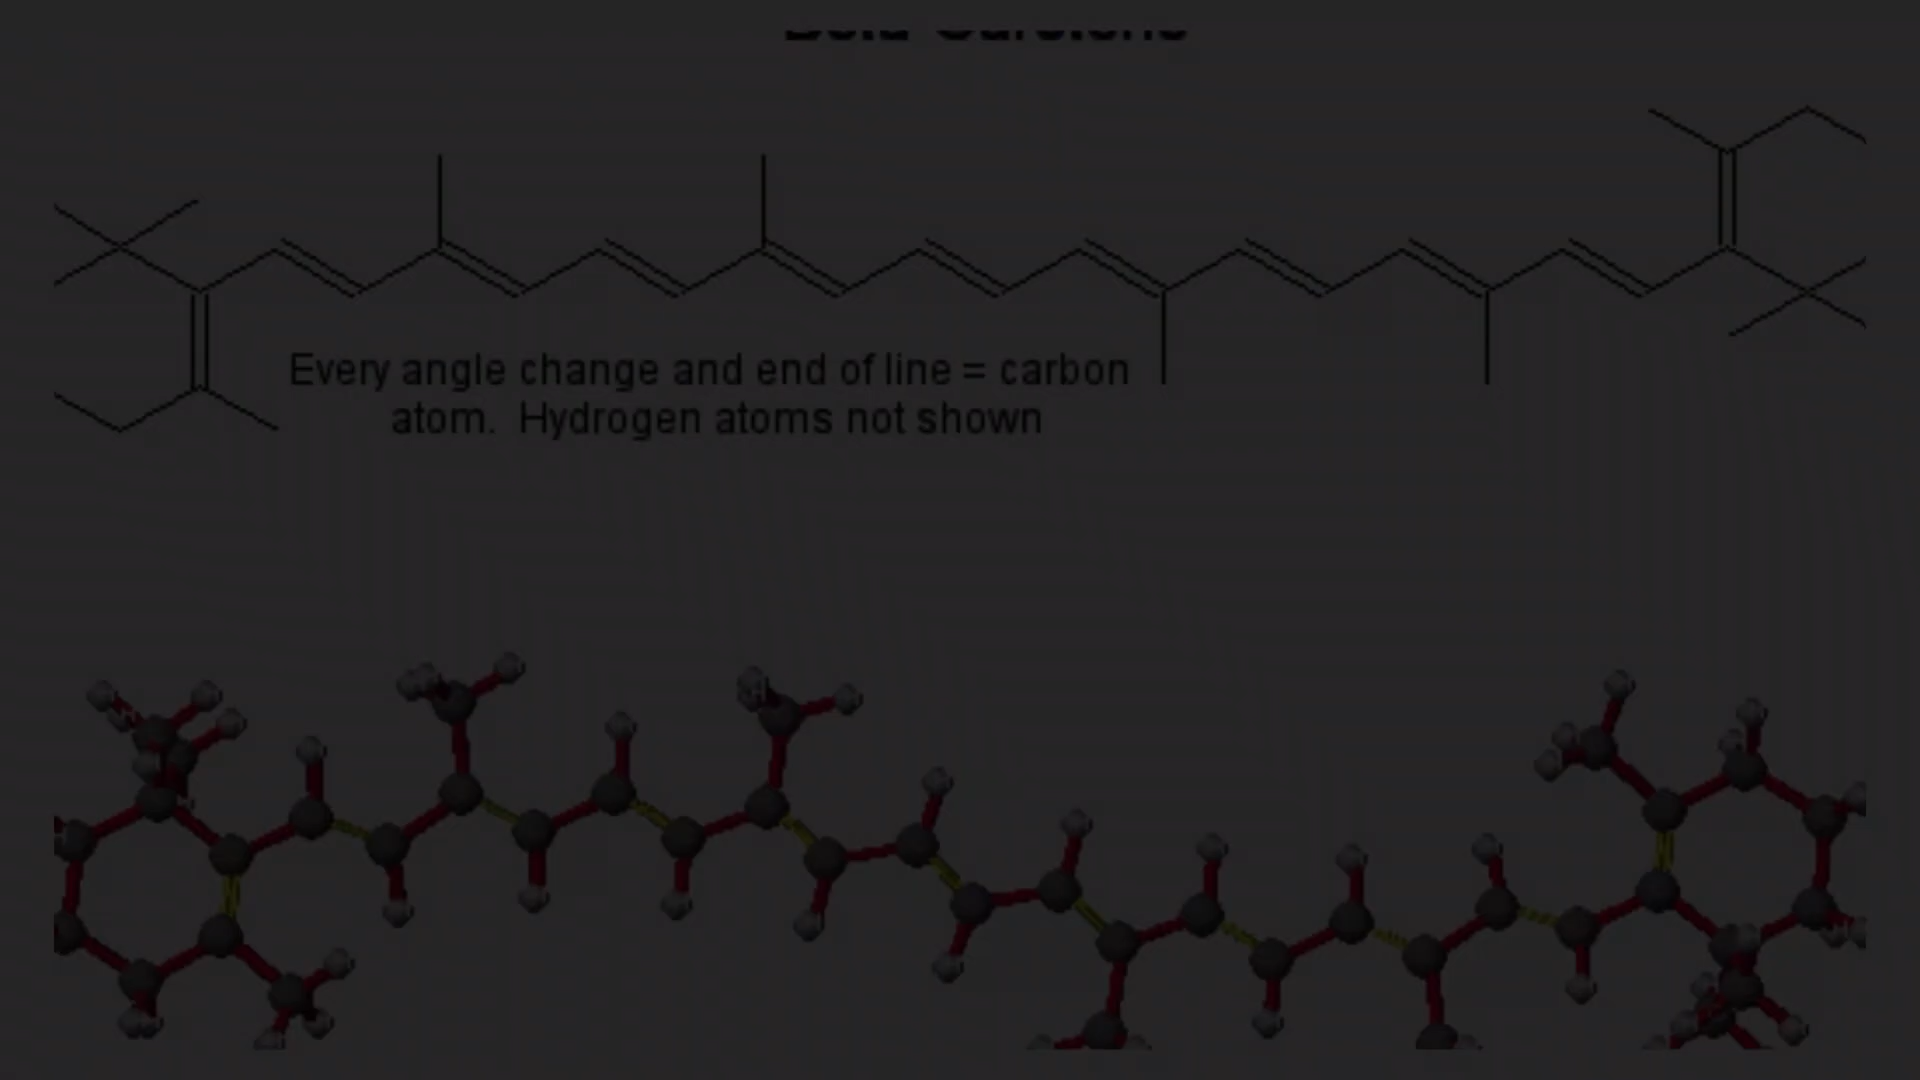 Every angle change and end of line = carbon
atom. Hydrogen atoms not shown